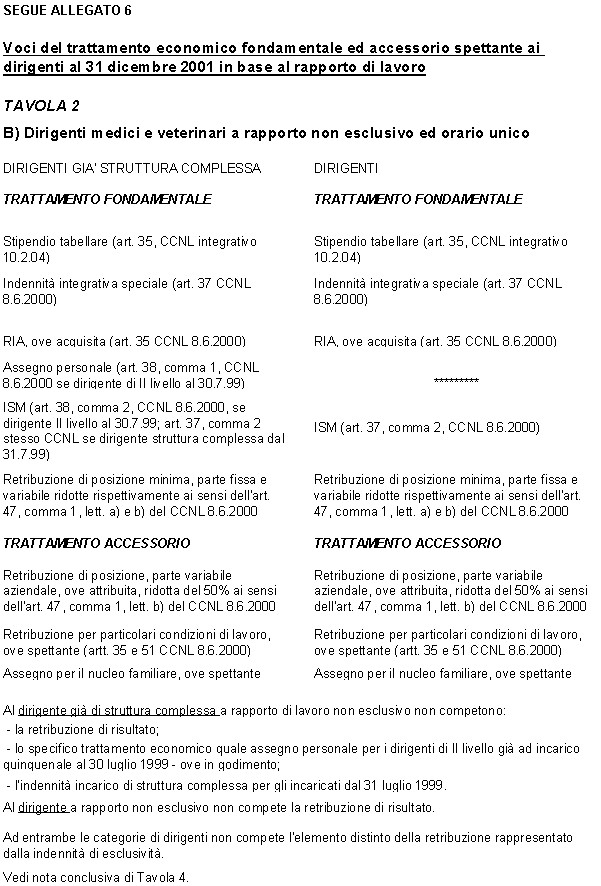 SEGUE ALLEGATO 6
Voci del trattamento economico fondamentale ed accessorio spettante ai
dirigenti al 31 dicembre 2001 in base al rapporto di lavoro
TAVOLA 2
B) Dirigenti medici e veterinari a rapporto non esclusivo ed orario unico
DIRIGENTI GIA' STRUTTURA COMPLESSA
TRATTAMENTO FONDAMENTALE
Stipendio tabellare (art. 35, CCNL integrativo
10.2.04)
Indennità integrativa speciale (art. 37 CCNL
8.6.2000)
RIA, ove acquisita (art. 35 CCNL 8.6.2000)
Assegno personale (art. 38, comma 1, CCNL
8.6.2000 se dirigente di II livello al 30.7.99)
ISM (art. 38, comma 2, CCNL 8.6.2000, se
dirigente II livello al 30.7.99; art. 37, comma 2
stesso CCNL se dirigente struttura complessa dal
31.7.99)
Retribuzione di posizione minima, parte fissa e
variabile ridotte rispettivamente ai sensi dell'art.
47, comma 1, lett. a) e b) del CCNL 8.6.2000
TRATTAMENTO ACCESSORIO
Retribuzione di posizione, parte variabile
aziendale, ove attribuita, ridotta del 50% ai sensi
dell'art. 47, comma 1, lett. b) del CCNL 8.6.2000
Retribuzione per particolari condizioni di lavoro,
ove spettante (artt. 35 e 51 CCNL 8.6.2000)
Assegno per il nucleo familiare, ove spettante
DIRIGENTI
TRATTAMENTO FONDAMENTALE
Stipendio tabellare (art. 35, CCNL integrativo
10.2.04)
Indennità integrativa speciale (art. 37 CCNL
8.6.2000)
RIA, ove acquisita (art. 35 CCNL 8.6.2000)
*********
ISM (art. 37, comma 2, CCNL 8.6.2000)
Retribuzione di posizione minima, parte fissa e
variabile ridotte rispettivamente ai sensi dell'art.
47, comma 1, lett. a) e b) del CCNL 8.6.2000
TRATTAMENTO ACCESSORIO
Retribuzione di posizione, parte variabile
aziendale, ove attribuita, ridotta del 50% ai sensi
dell'art. 47, comma 1, lett. b) del CCNL 8.6.2000
Retribuzione per particolari condizioni di lavoro,
ove spettante (artt. 35 e 51 CCNL 8.6.2000)
Assegno per il nucleo familiare, ove spettante
Al dirigente già di struttura complessa a rapporto di lavoro non esclusivo non competono:
- la retribuzione di risultato;
- lo specifico trattamento economico quale assegno personale per i dirigenti di II livello già ad incarico
quinquenale al 30 luglio 1999 - ove in godimento;
- l'indennità incarico di struttura complessa per gli incaricati dal 31 luglio 1999.
Al dirigente a rapporto non esclusivo non compete la retribuzione di risultato.
Ad entrambe le categorie di dirigenti non compete l'elemento distinto della retribuzione rappresentato
dalla indennità di esclusività.
Vedi nota conclusiva di Tavola 4.